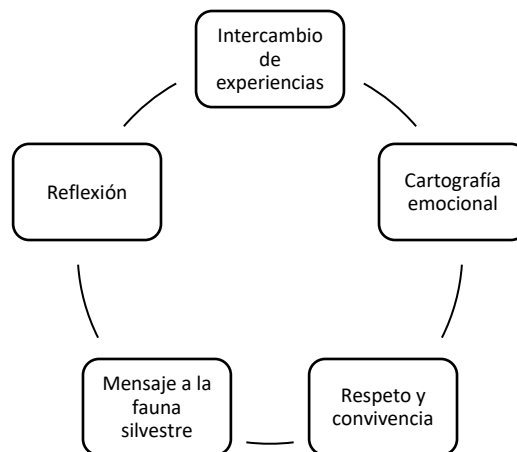 Intercambio
de
experiencias
Cartografía
emocional
Respeto y
convivencia
Mensaje a la
fauna
silvestre
Reflexión